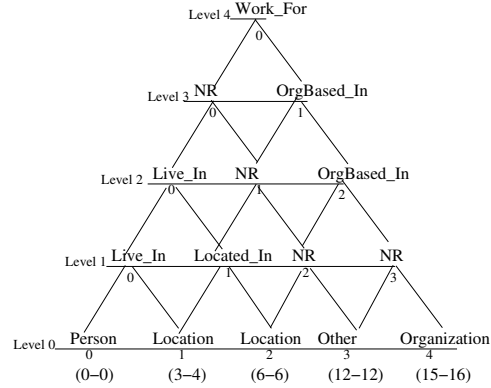 Level 4 Work_For
0
Level 3 NR OrgBased_In
0 1
Level 2 Live_In NR OrgBased_In
0 1 2
Level 1 Live_In Located_In NR NR
0 1 2 3
Level 0 Person Location Location Other Organization
0 1 2 3 4
(0–0) (3–4) (6–6) (12–12) (15–16)